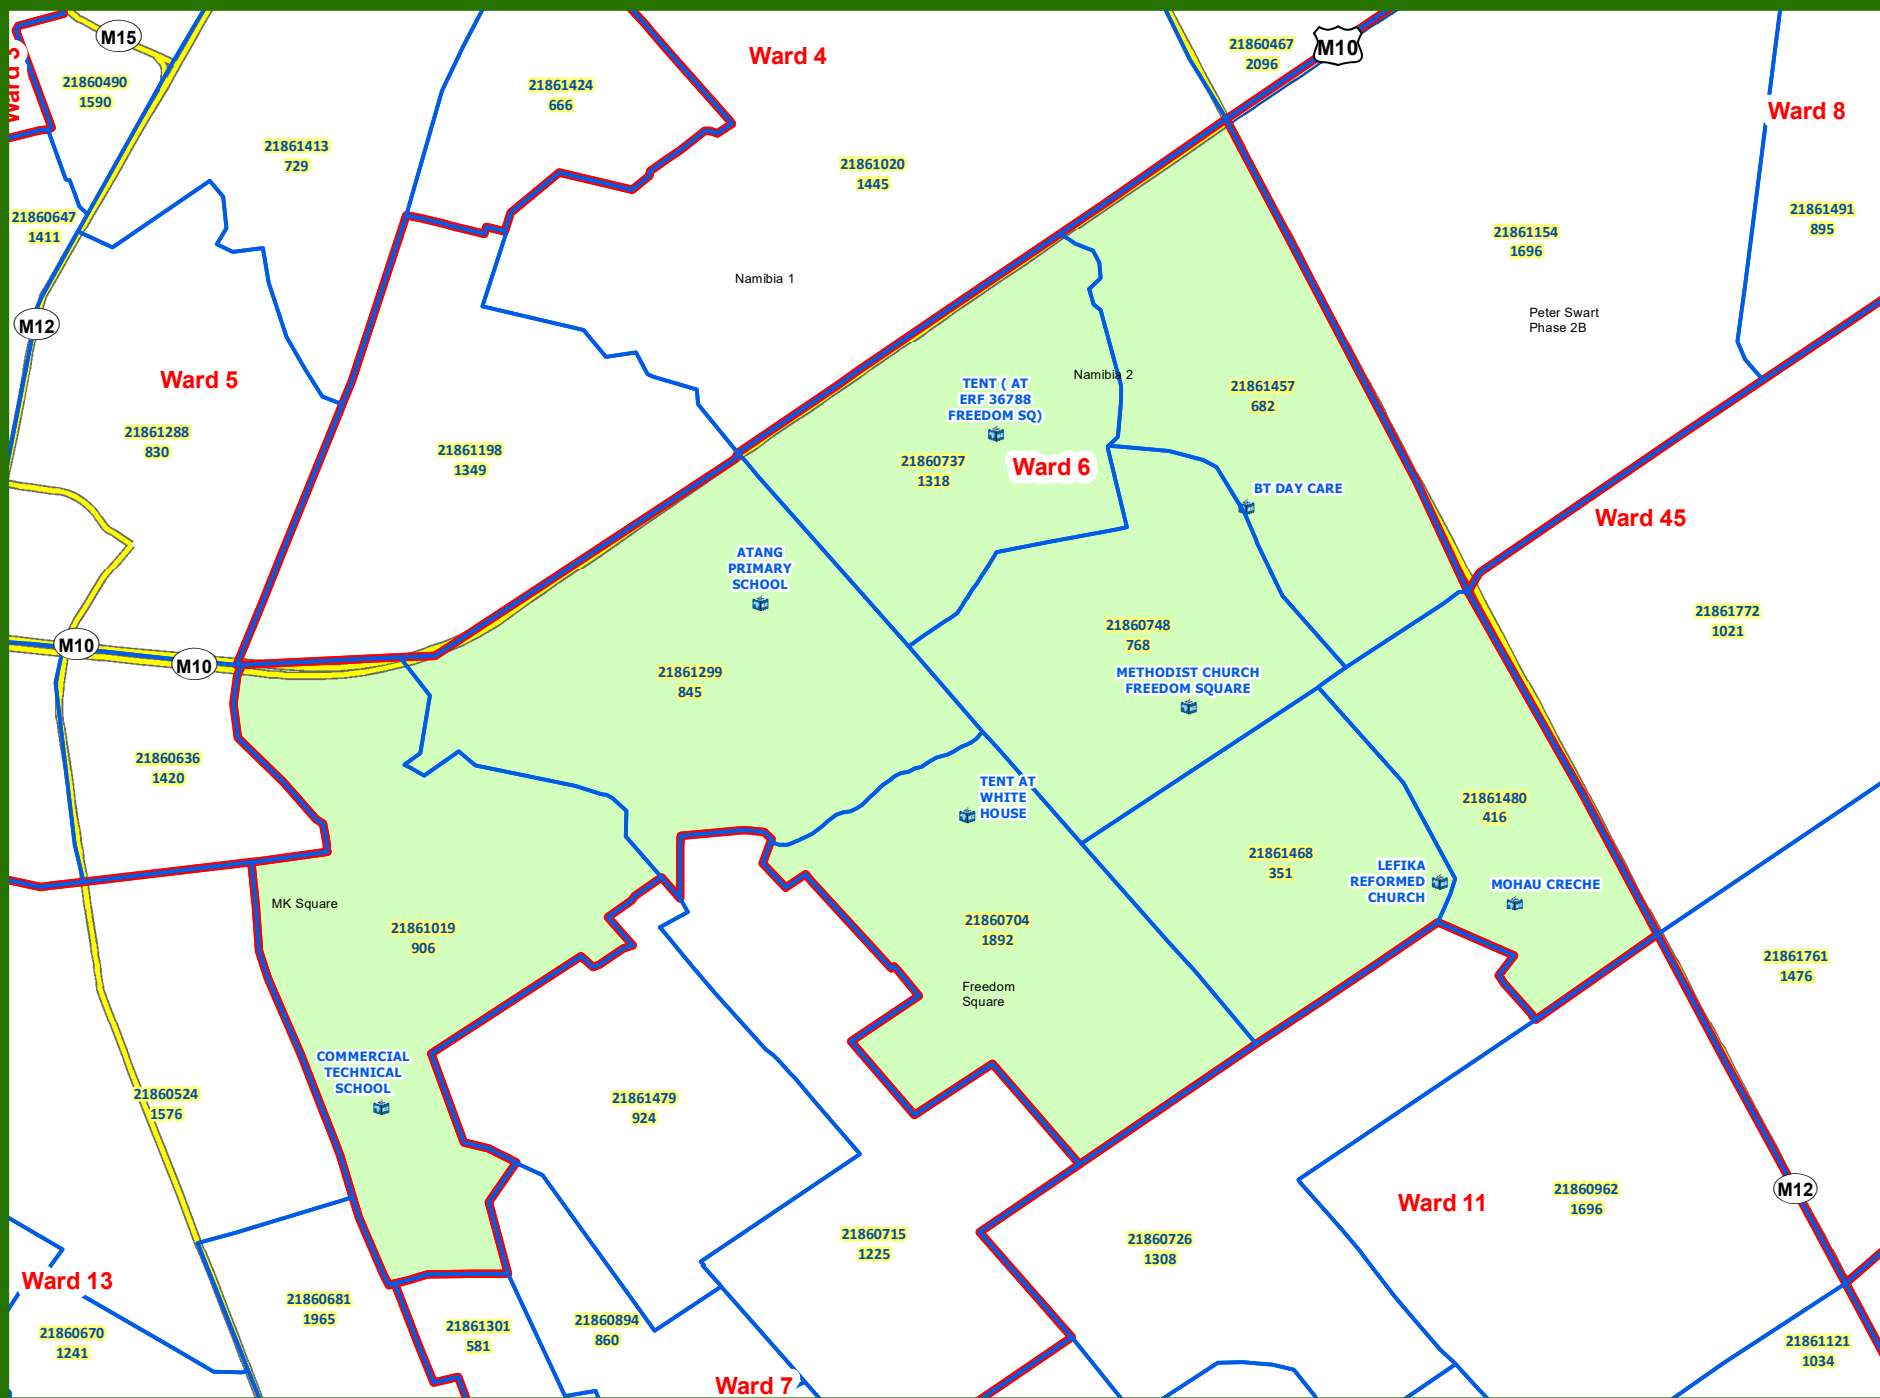 M15
Ward 3
21860490
1590
21861424
666
Ward 4
21860467
2096
M10
Ward 8
21861413
729
21861020
1445
21860647
1411
21861154
1696
21861491
895
Namibia 1
M12
Peter Swart
Phase 2B
Ward 5
Namibia 2
TENT ( AT
ERF 36788
FREEDOM SQ)
21861457
682
21861288
830
21861198
1349
21860737
1318
Ward 6
BT DAY CARE
Ward 45
ATANG
PRIMARY
SCHOOL
M10
M10
21861299
845
21860748
768
METHODIST CHURCH
FREEDOM SQUARE
21861772
1021
21860636
1420
TENT AT
WHITE
HOUSE
21861480
416
21861468
351
LEFIKA
REFORMED
CHURCH
MOHAU CRECHE
MK Square
21861019
906
21860704
1892
21861761
1476
Freedom
Square
COMMERCIAL
TECHNICAL
SCHOOL
21860524
1576
21861479
924
M12
21860962
1696
Ward 11
21860715
1225
21860726
1308
Ward 13
21860681
1965
21860670
1241
21861301
581
21860894
860
21861121
1034
Ward 7